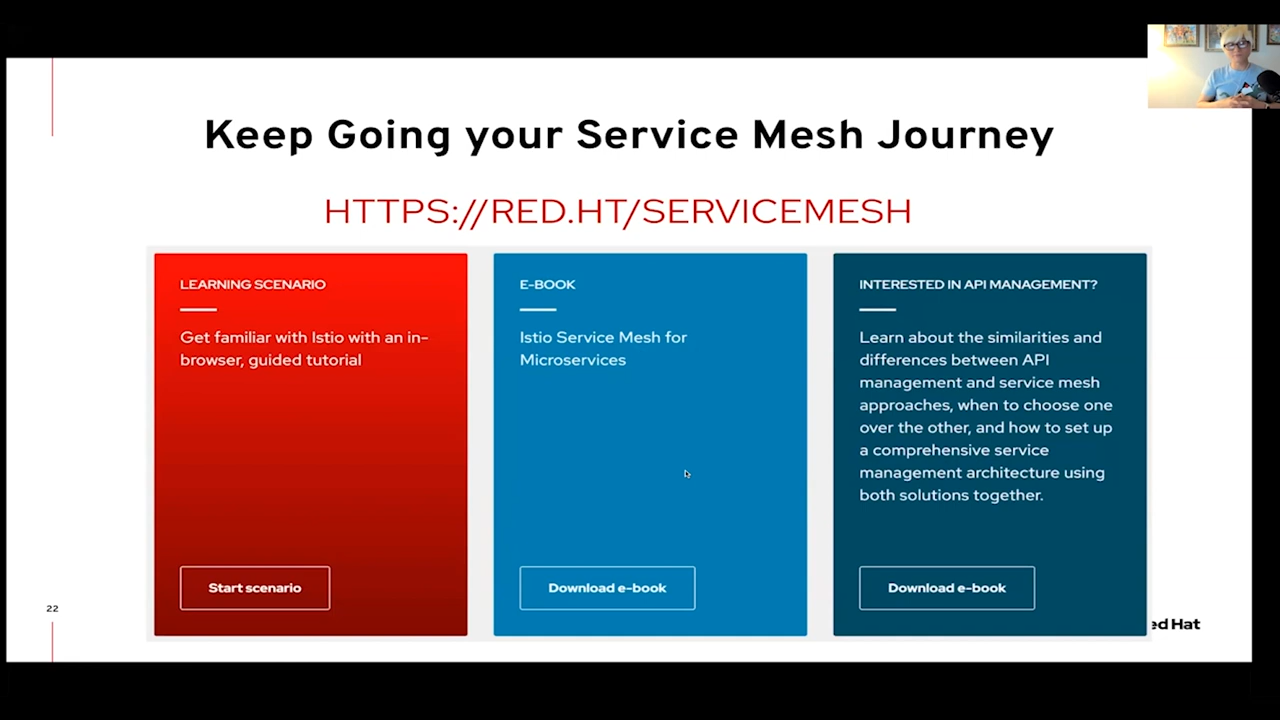 Keep Going your Service Mesh Journey
HTTPS://RED.HT/SERVICEMESH
LEARNING SCENARIO
Get familiar with Istio with an in-
browser, guided tutorial
Start scenario
E-BOOK
Istio Service Mesh for
Microservices
Download e-book
INTERESTED IN API MANAGEMENT?
Learn about the similarities and
differences between API
management and service mesh
approaches, when to choose one
over the other, and how to set up
a comprehensive service
management architecture using
both solutions together.
Download e-book
22
ed Hat